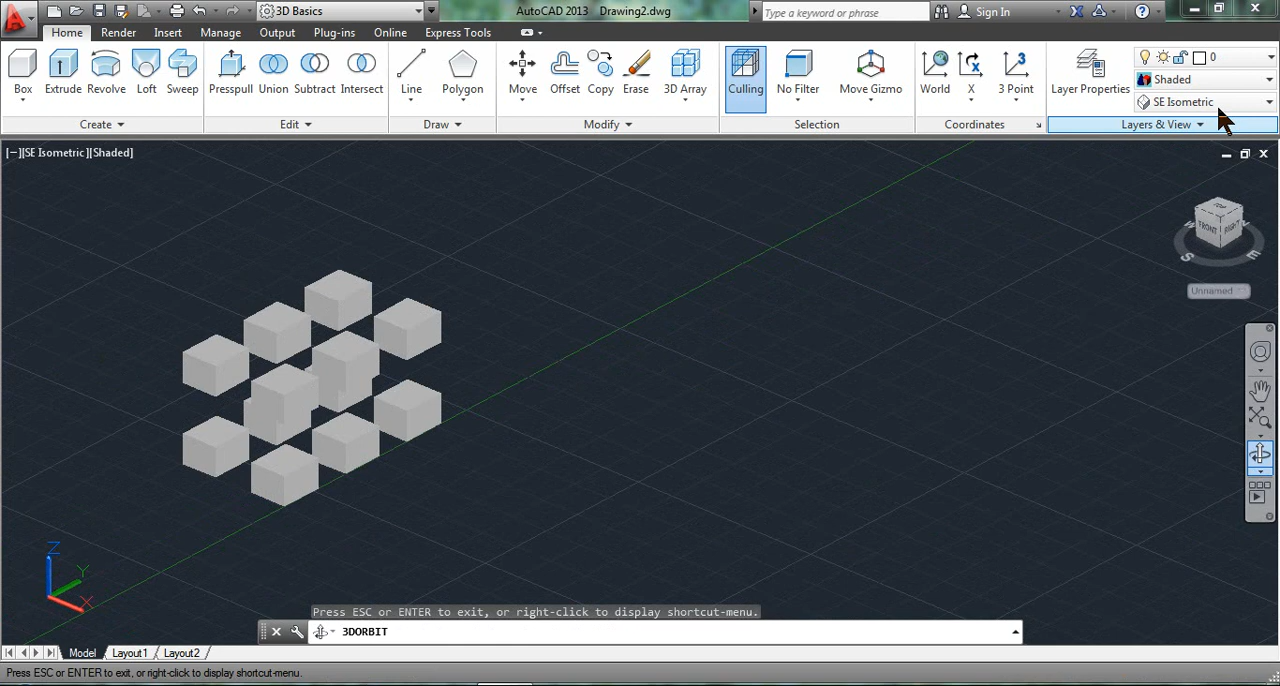 3D Basics
AutoCAD 2013 Drawing2.dwg
Type a keyword or phrase
Sign In
Home Render Insert Manage Output Plug-ins Online Express Tools
0
Shaded
Box Extrude Revolve Loft Sweep Presspull Union Subtract Intersect Line Polygon Move Offset Copy Erase 3D Array Culling No Filter Move Gizmo World X 3 Point Layer Properties
SE Isometric
Create Edit Draw Modify Selection Coordinates Layers & View
[−][SE Isometric][Shaded]
TOP
FRONT RIGHT
S E
Unnamed
Z
Y
X
Press ESC or ENTER to exit, or right-click to display shortcut-menu.
3DORBIT
Model Layout1 Layout2
Press ESC or ENTER to exit, or right-click to display shortcut-menu.